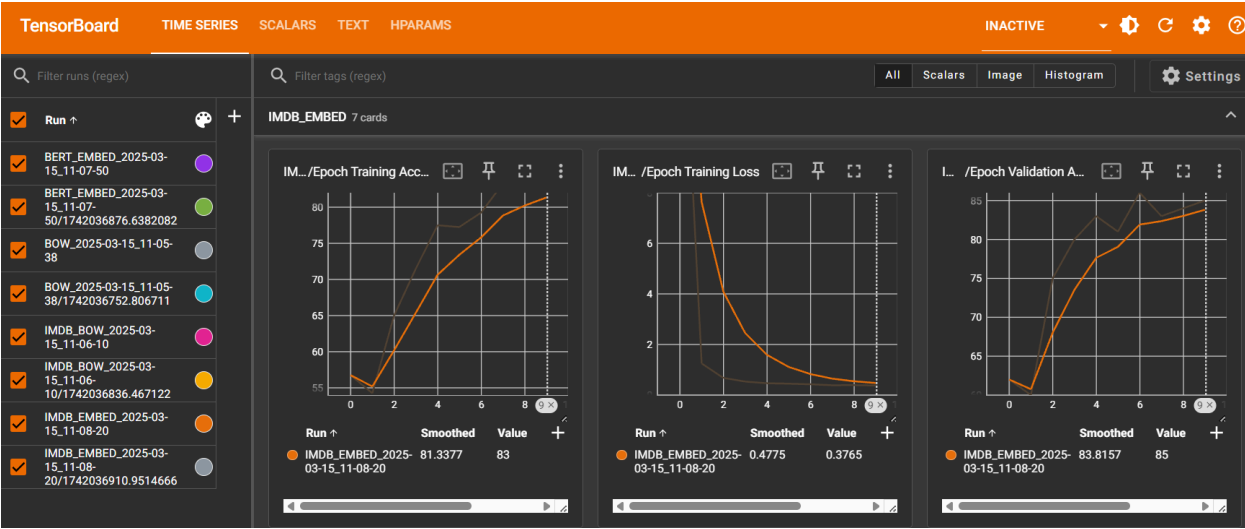 TensorBoard TIME SERIES SCALARS TEXT HPARAMS INACTIVE
Filter runs (regex) Filter tags (regex) All Scalars Image Histogram Settings
Run ↑
IMDB_EMBED 7 cards
BERT_EMBED_2025-03-
15_11-07-50
BERT_EMBED_2025-03-
15_11-07-
50/1742036876.6382082
BOW_2025-03-15_11-05-
38
BOW_2025-03-15_11-05-
38/1742036752.806711
IMDB_BOW_2025-03-
15_11-06-10
IMDB_BOW_2025-03-
15_11-06-
10/1742036836.467122
IMDB_EMBED_2025-03-
15_11-08-20
IMDB_EMBED_2025-03-
15_11-08-
20/1742036910.9514666
IM... /Epoch Training Acc...
80
75
70
65
60
55
0 2 4 6 8 9 ×
Run ↑ Smoothed Value
IMDB_EMBED_2025- 81.3377 83
03-15_11-08-20
IM... /Epoch Training Loss
6
4
2
0 2 4 6 8 9 ×
Run ↑ Smoothed Value
IMDB_EMBED_2025- 0.4775 0.3765
03-15_11-08-20
I... /Epoch Validation A...
85
80
75
70
65
0 2 4 6 8 9 ×
Run ↑ Smoothed Value
IMDB_EMBED_2025- 83.8157 85
03-15_11-08-20